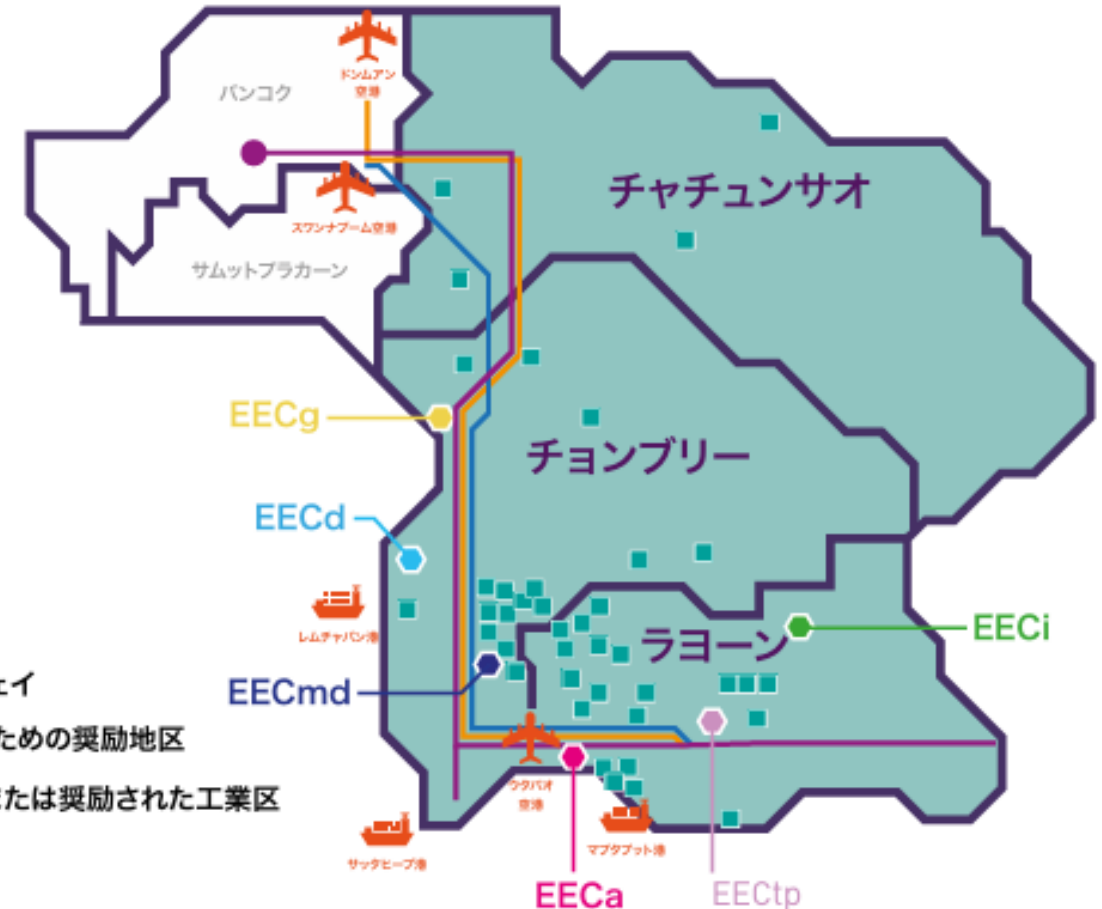 ドンムアン
空港
バンコク
チャチュンサオ
スワンナプーム空港
サムットプラカーン
EECg
チョンブリー
EECd
レムチャバン港
ラヨーン
EECi
ェイ
EECmd
ための奨励地区
または奨励された工業区
ウタパオ
空港
サッタヒープ港
マプタプット港
EECa
EECtp